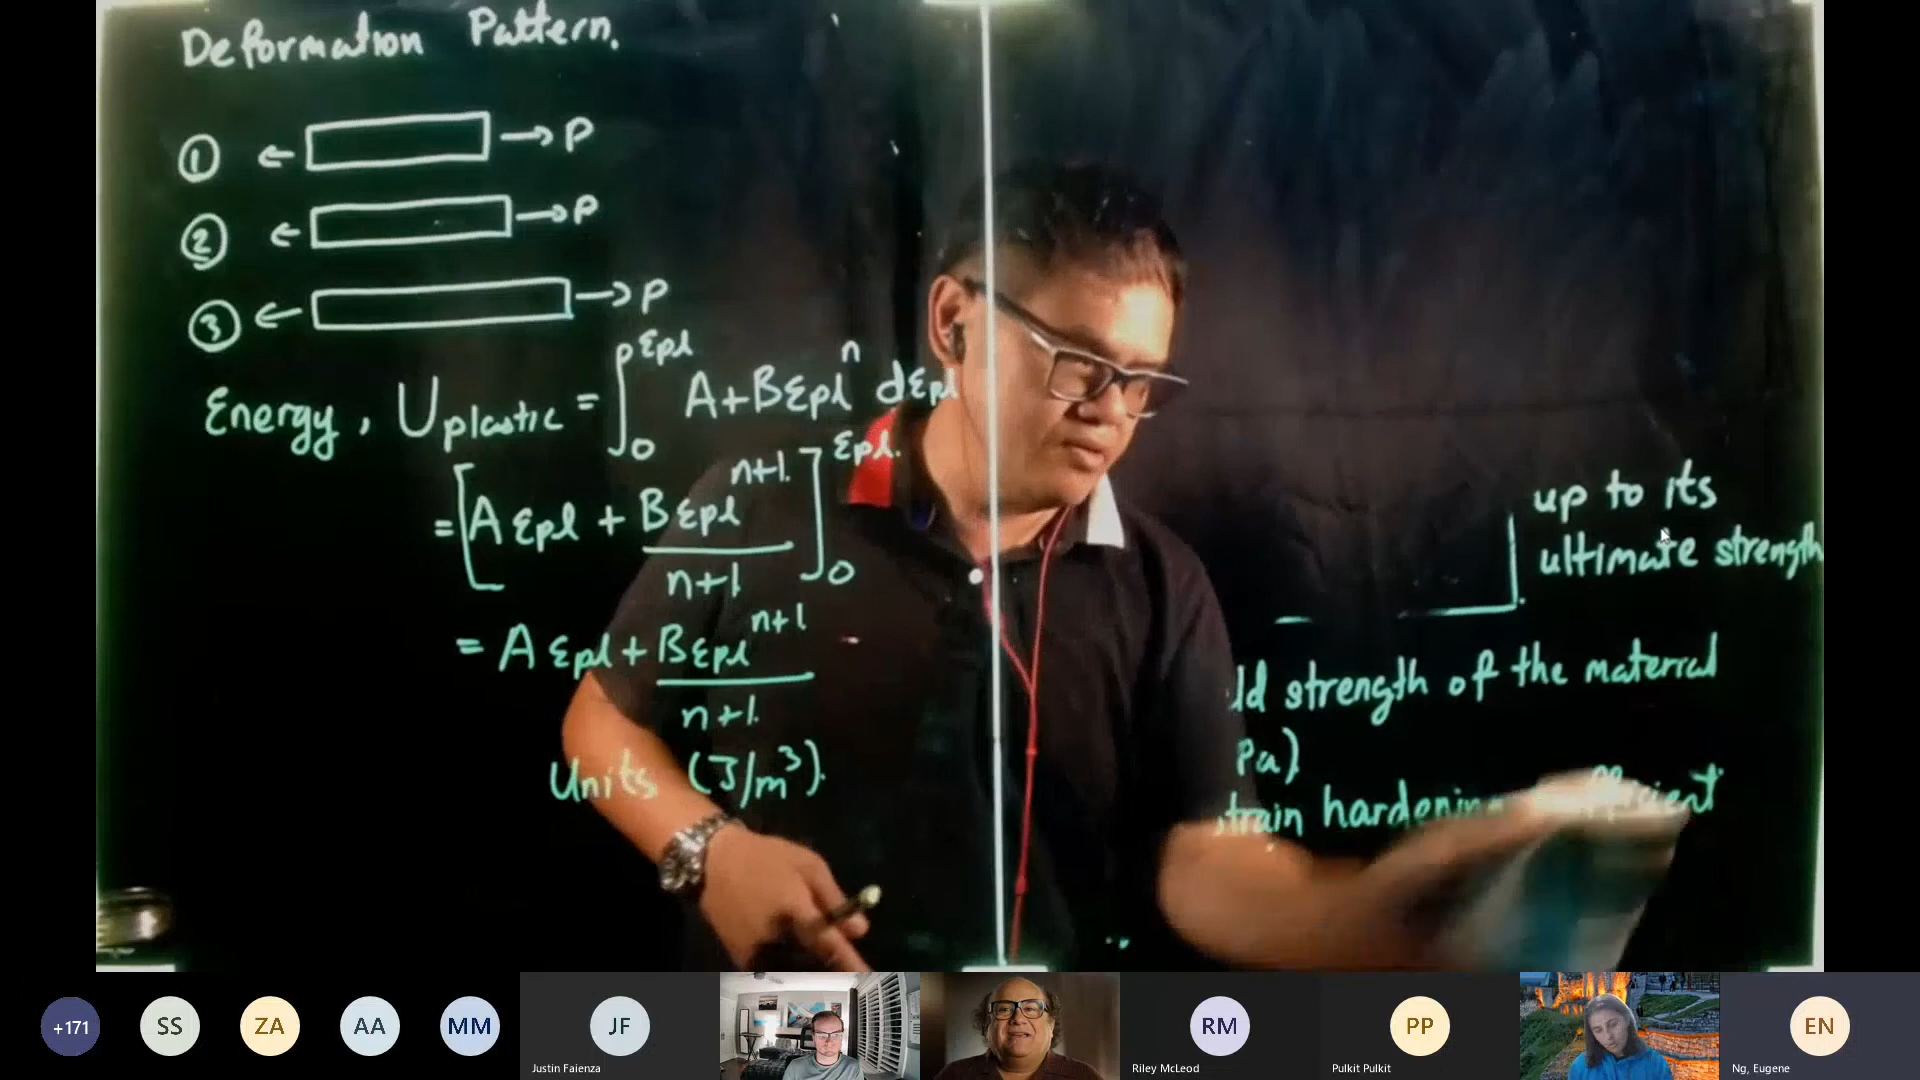 Deformation Pattern.
① ← → P
② ← → P
③ ← → P
Energy, Uplastic = ∫₀^εpl A+Bεpl^n dεpl
= [Aεpl + Bεpl^n+1. / n+1]₀^εpl.
= Aεpl + Bεpl^n+1 / n+1.
Units (J/m³).
up to its
ultimate strength
ld strength of the material
Pa)
train hardening
+171
SS
ZA
AA
MM
JF
Justin Faienza
RM
Riley McLeod
PP
Pulkit Pulkit
EN
Ng, Eugene